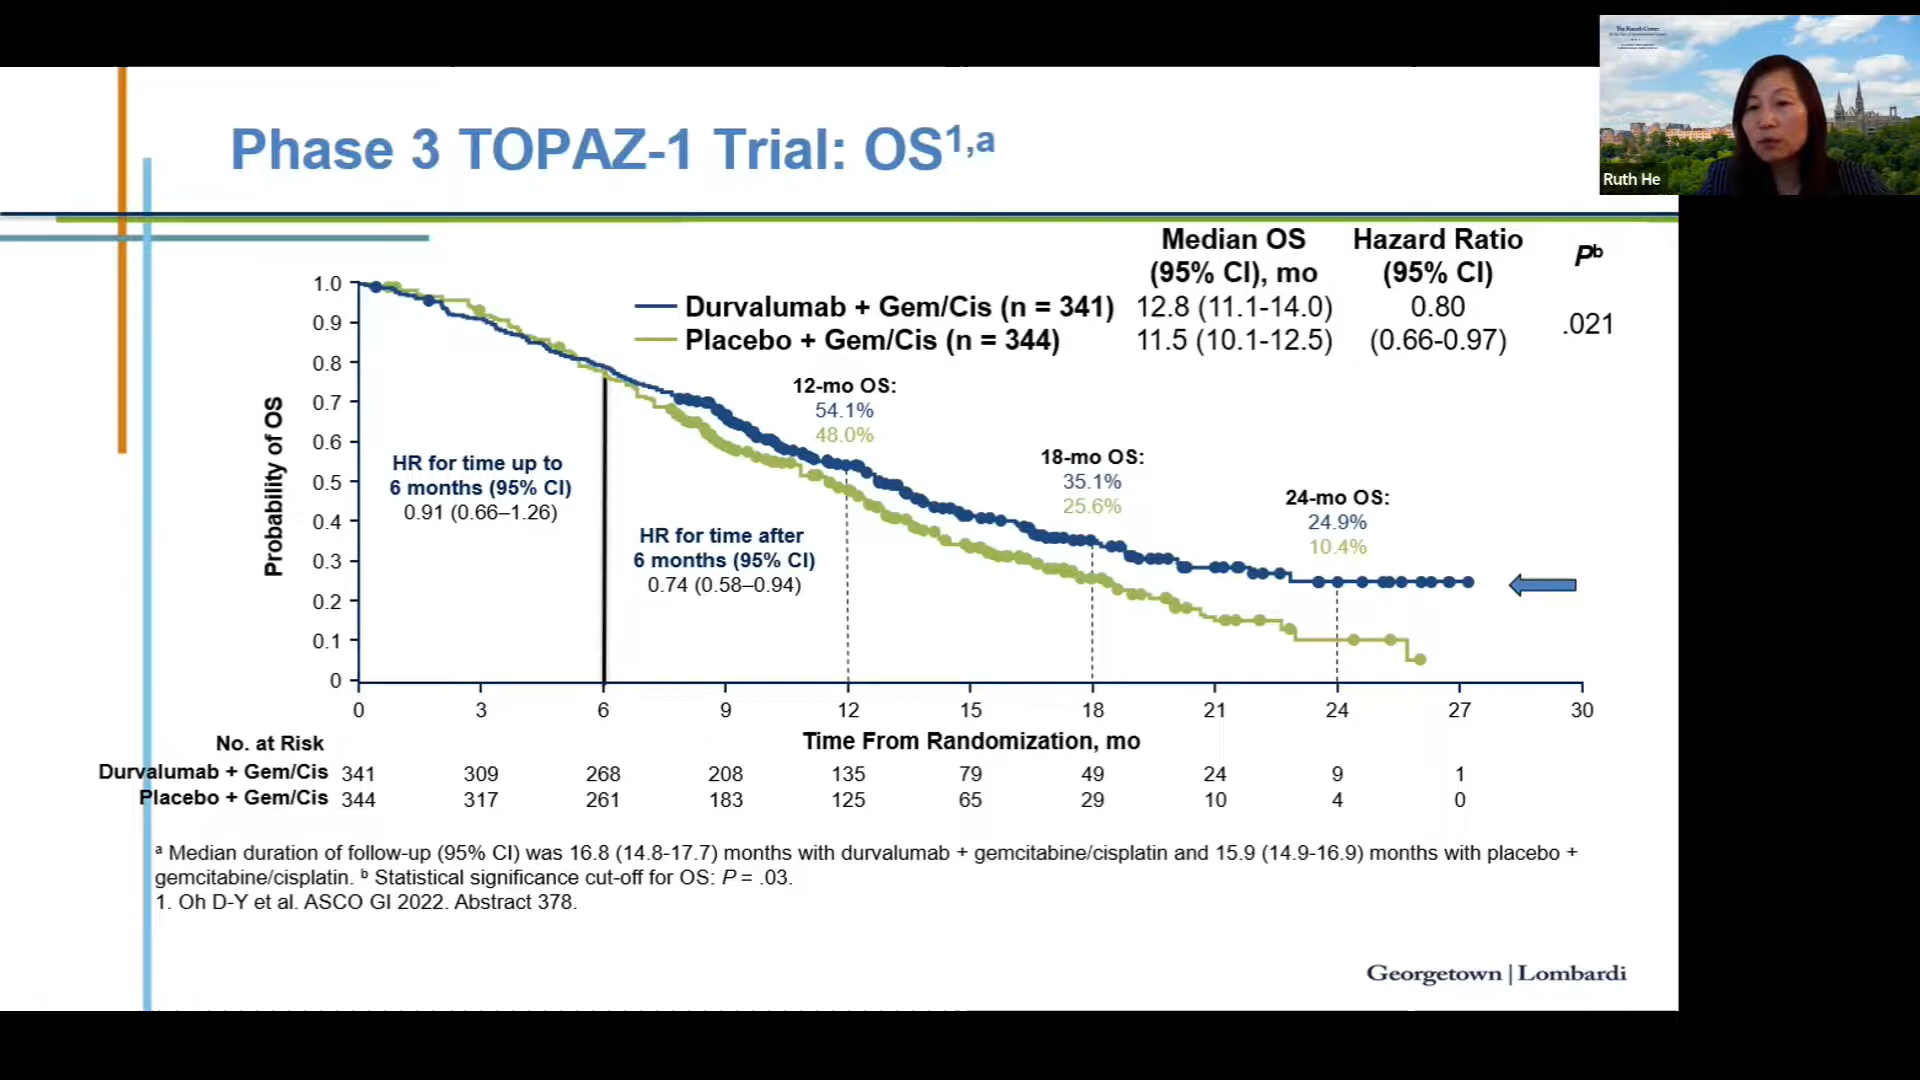 Phase 3 TOPAZ-1 Trial: OS1,a
Ruth He
Median OS
(95% CI), mo
Hazard Ratio
(95% CI)
Pb
Durvalumab + Gem/Cis (n = 341) 12.8 (11.1-14.0) 0.80
Placebo + Gem/Cis (n = 344) 11.5 (10.1-12.5) (0.66-0.97)
.021
Probability of OS
1.0
0.9
0.8
0.7
0.6
0.5
0.4
0.3
0.2
0.1
0
HR for time up to
6 months (95% CI)
0.91 (0.66–1.26)
HR for time after
6 months (95% CI)
0.74 (0.58–0.94)
12-mo OS:
54.1%
48.0%
18-mo OS:
35.1%
25.6%
24-mo OS:
24.9%
10.4%
0 3 6 9 12 15 18 21 24 27 30
Time From Randomization, mo
No. at Risk
Durvalumab + Gem/Cis 341 309 268 208 135 79 49 24 9 1
Placebo + Gem/Cis 344 317 261 183 125 65 29 10 4 0
a Median duration of follow-up (95% CI) was 16.8 (14.8-17.7) months with durvalumab + gemcitabine/cisplatin and 15.9 (14.9-16.9) months with placebo +
gemcitabine/cisplatin. b Statistical significance cut-off for OS: P = .03.
1. Oh D-Y et al. ASCO GI 2022. Abstract 378.
Georgetown | Lombardi